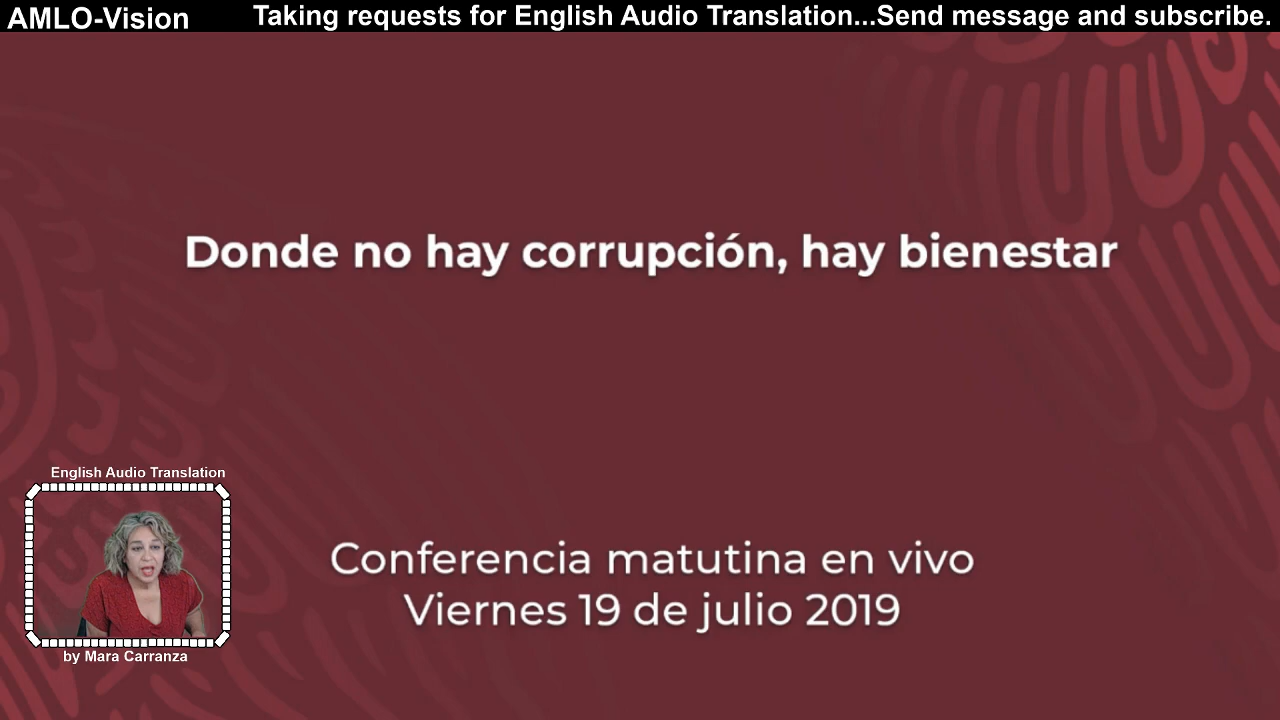 AMLO-Vision
Taking requests for English Audio Translation...Send message and subscribe.
Donde no hay corrupción, hay bienestar
English Audio Translation
by Mara Carranza
Conferencia matutina en vivo
Viernes 19 de julio 2019